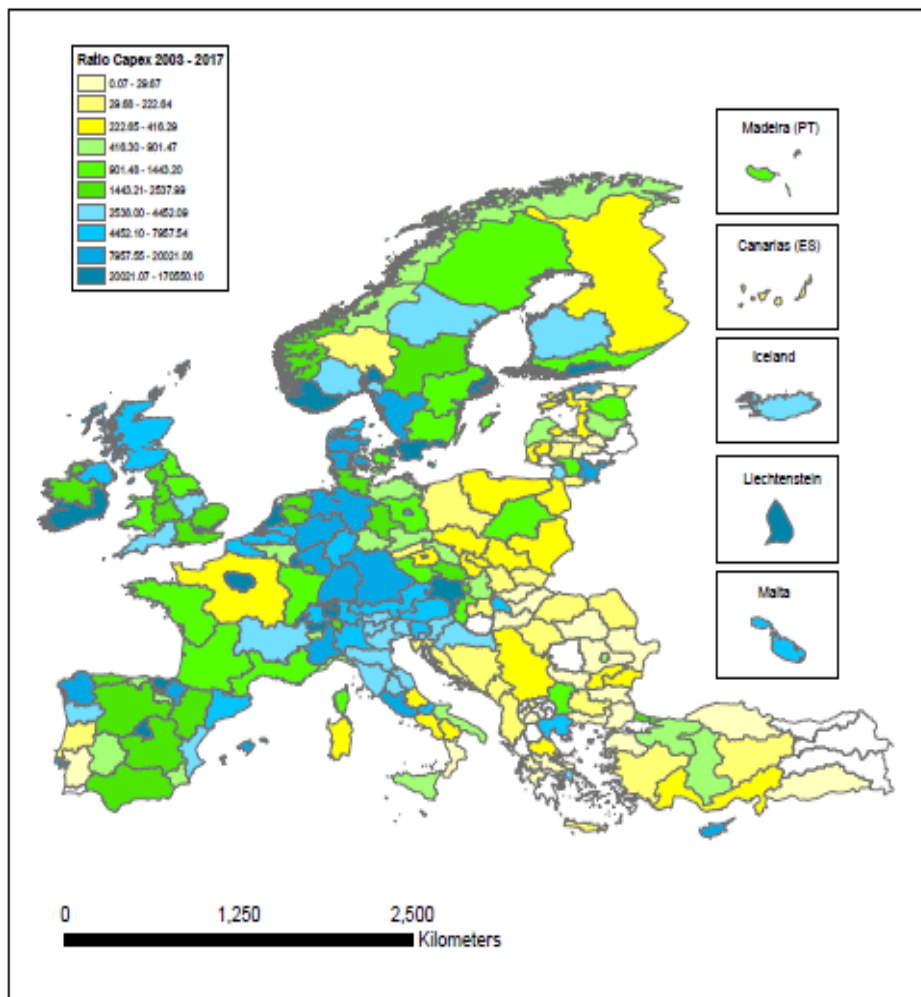 Ratio Capex 2003 - 2017
0.07 - 29.67
29.68 - 222.64
222.65 - 416.29
416.30 - 901.47
901.48 - 1443.20
1443.21 - 2537.99
2538.00 - 4452.09
4452.10 - 7957.54
7957.55 - 20021.06
20021.07 - 170550.10
Madeira (PT)
Canarias (ES)
Iceland
Liechtenstein
Malta
0 1,250 2,500
Kilometers